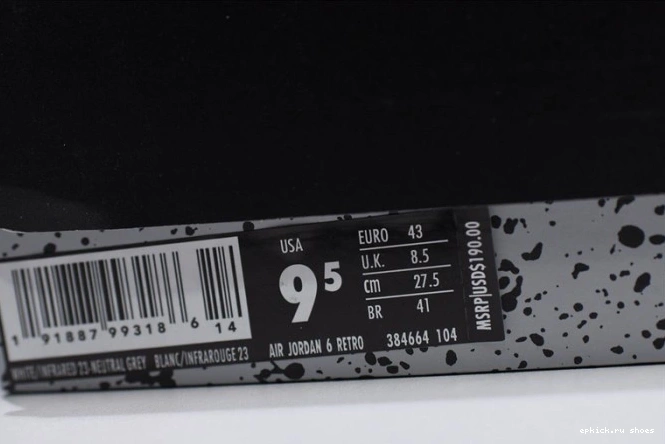 USA
9⁵
EURO 43
U.K. 8.5
cm 27.5
BR 41
MSRP|USD$190.00
1 91887 99318 6 14
WHITE/INFRARED 23-NEUTRAL GREY BLANC/INFRAROUGE 23
AIR JORDAN 6 RETRO 384664 104
epkick.ru shoes